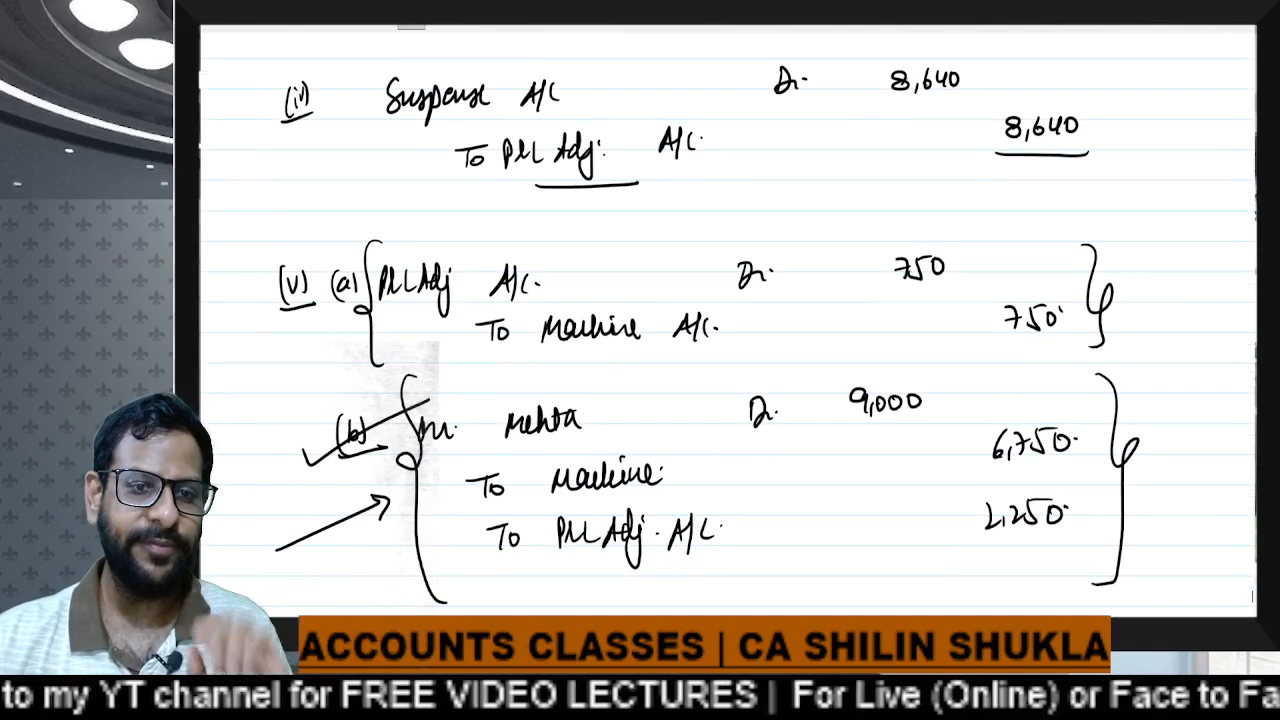 (iv) Suspense A/c Dr. 8,640
To P&L Adj. A/c. 8,640
(v) (a) P&L Adj A/c. Dr. 750
To Machine A/c. 750
(b) Mr. Mehta Dr. 9,000
To Machine 6,750
To P&L Adj. A/c. 2,250
ACCOUNTS CLASSES | CA SHILIN SHUKLA
to my YT channel for FREE VIDEO LECTURES | For Live (Online) or Face to Fa